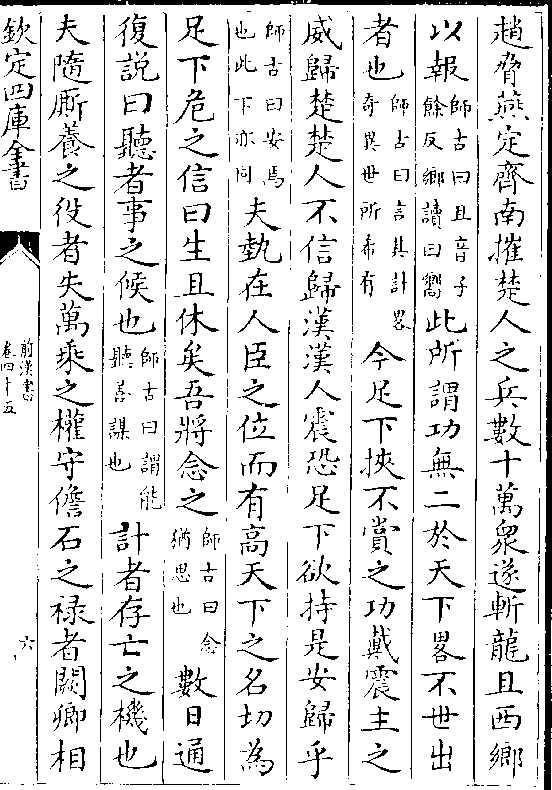 趙脅燕定齊南摧楚人之兵數十萬衆遂斬龍且西鄉
以報師古曰且音子餘反鄉讀曰嚮此所謂功無二於天下畧不世出
者也師古曰言其計畧奇異世所希有今足下挾不賞之功戴震主之
威歸楚楚人不信歸漢漢人震恐足下欲持是安歸乎
師古曰安焉也此下亦同夫埶在人臣之位而有高天下之名切為
足下危之信曰生且休矣吾將念之師古曰念猶思也數日通
復説曰聽者事之候也師古曰謂能聽善謀也計者存亡之機也
夫隨厮養之役者失萬乘之權守儋石之禄者闕卿相
欽定四庫全書
前漢書
卷四十五
六